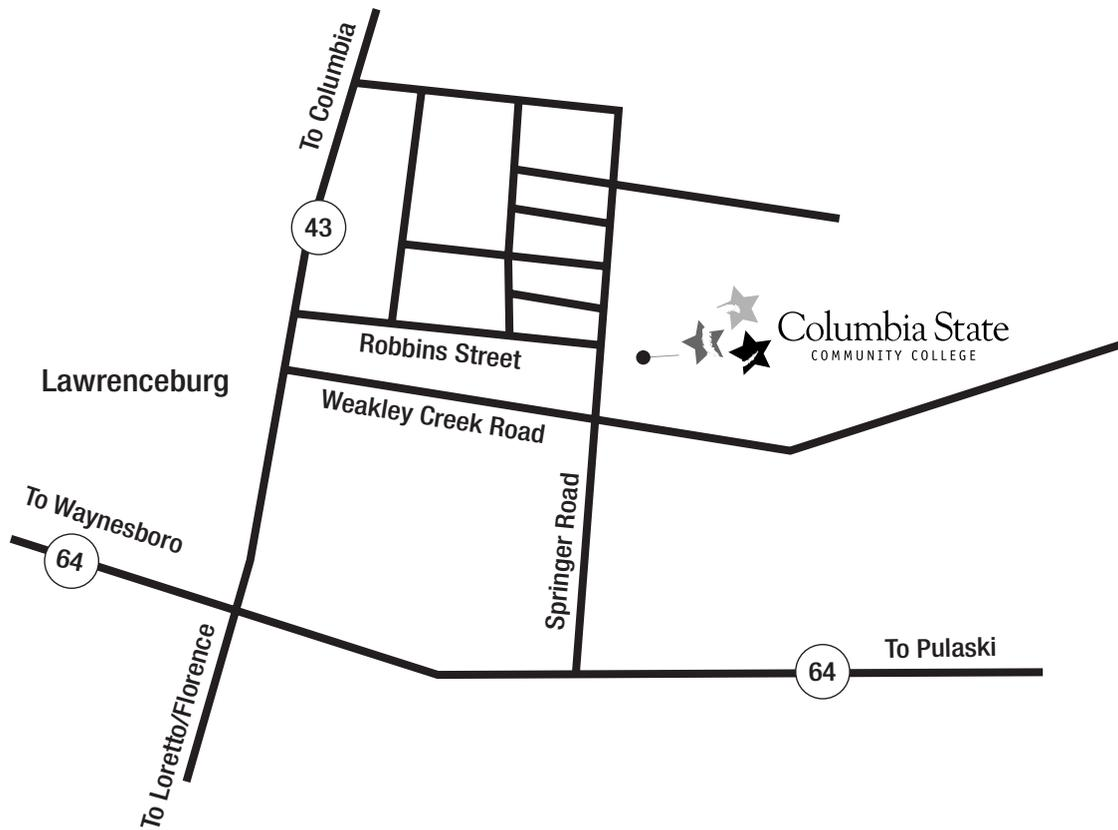 To Columbia
43
Columbia State
COMMUNITY COLLEGE
Robbins Street
Lawrenceburg
Weakley Creek Road
To Waynesboro
64
Springer Road
To Loretto/Florence
To Pulaski
64